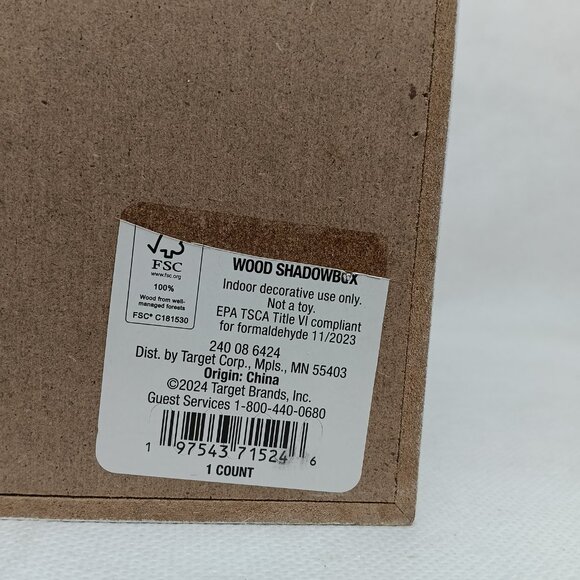 FSC
www.fsc.org
100%
Wood from well-
managed forests
FSC® C181530
WOOD SHADOWBOX
Indoor decorative use only.
Not a toy.
EPA TSCA Title VI compliant
for formaldehyde 11/2023
240 08 6424
Dist. by Target Corp., Mpls., MN 55403
Origin: China
©2024 Target Brands, Inc.
Guest Services 1-800-440-0680
1 97543 71524 6
1 COUNT